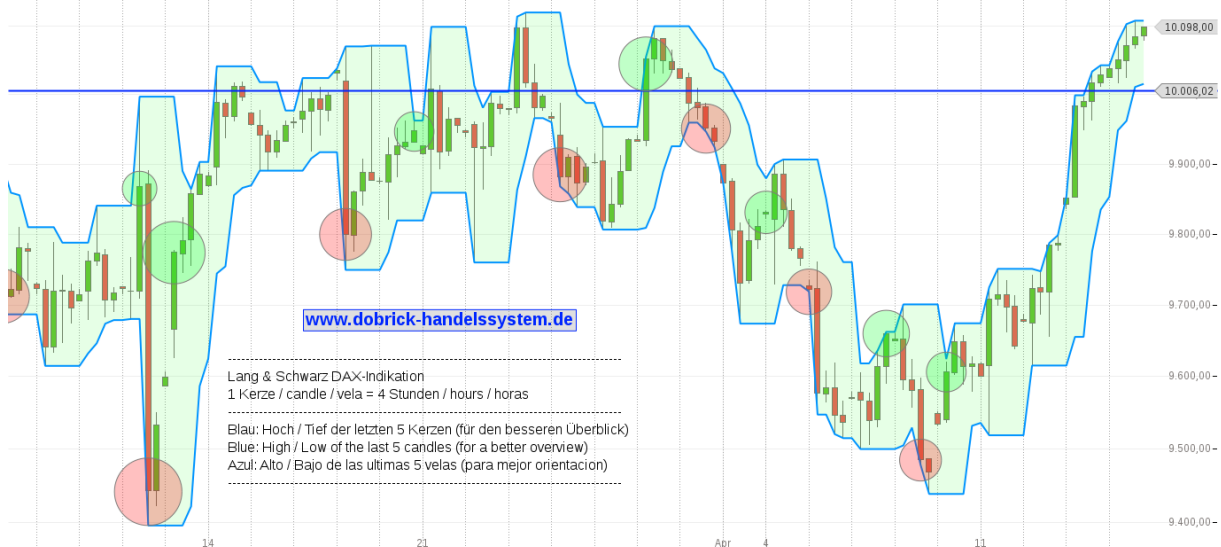 10.098,00
10.006,02
9.900,00
9.800,00
9.700,00
www.dobrick-handelssystem.de
Lang & Schwarz DAX-Indikation
1 Kerze / candle / vela = 4 Stunden / hours / horas
9.600,00
Blau: Hoch / Tief der letzten 5 Kerzen (für den besseren Überblick)
Blue: High / Low of the last 5 candles (for a better overview)
9.500,00
Azul: Alto / Bajo de las ultimas 5 velas (para mejor orientacion)
9.400,00
14 21 Apr 4 11